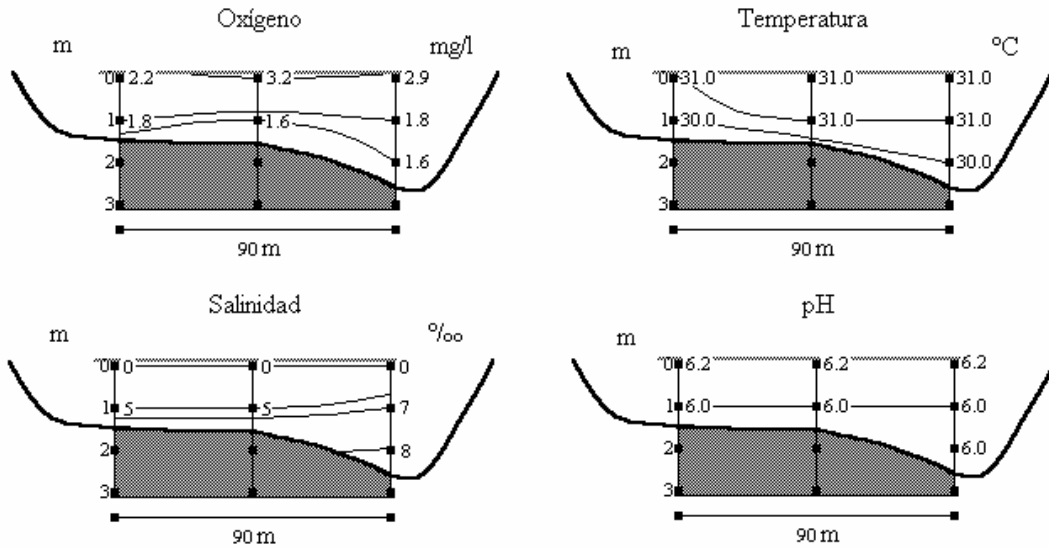 Oxígeno
m
mg/l
0 2.2 3.2 2.9
1 1.8 1.6 1.8
2 1.6
3
90 m
Temperatura
m
ºC
0 31.0 31.0 31.0
1 30.0 31.0 31.0
2 30.0
3
90 m
Salinidad
m
º/ₒₒ
0 0 0 0
1 5 5 7
2 8
3
90 m
pH
m
0 6.2 6.2 6.2
1 6.0 6.0 6.0
2 6.0
3
90 m